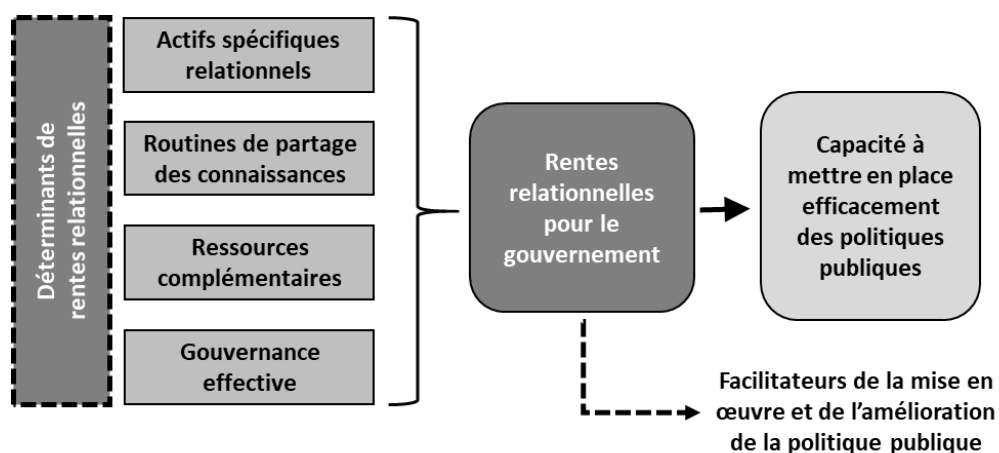 Déterminants de
rentes relationnelles
Actifs spécifiques
relationnels
Routines de partage
des connaissances
Ressources
complémentaires
Gouvernance
effective
Rentes
relationnelles
pour le
gouvernement
Capacité à
mettre en place
efficacement
des politiques
publiques
Facilitateurs de la mise en
œuvre et de l’amélioration
de la politique publique